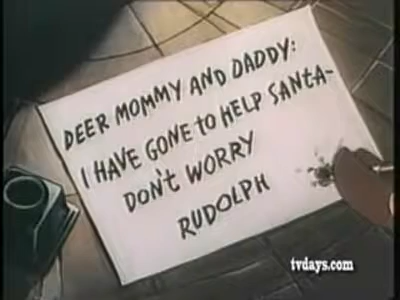 DEER MOMMY AND DADDY:
I HAVE GONE to HELP SANTA-
DON't WORRY
RUDOLPH
tvdays.com